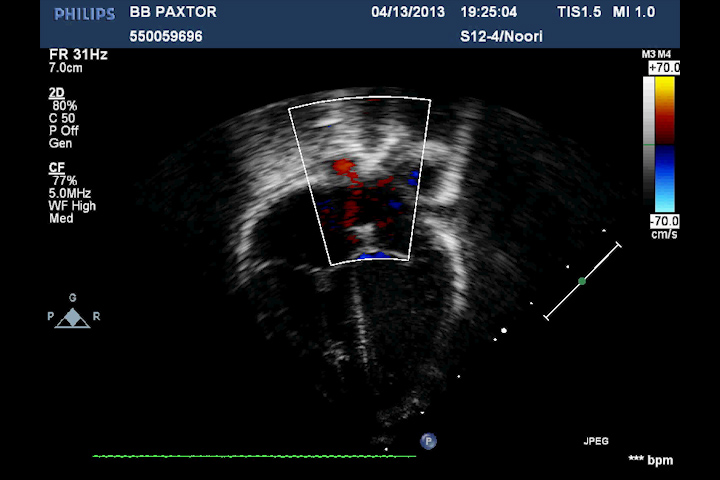 PHILIPS BB PAXTOR 04/13/2013 19:25:04 TIS1.5 MI 1.0
550059696 S12-4/Noori
FR 31Hz
7.0cm
2D
80%
C 50
P Off
Gen
CF
77%
5.0MHz
WF High
Med
M3 M4
+70.0
-70.0
cm/s
G
P R
P
JPEG
*** bpm